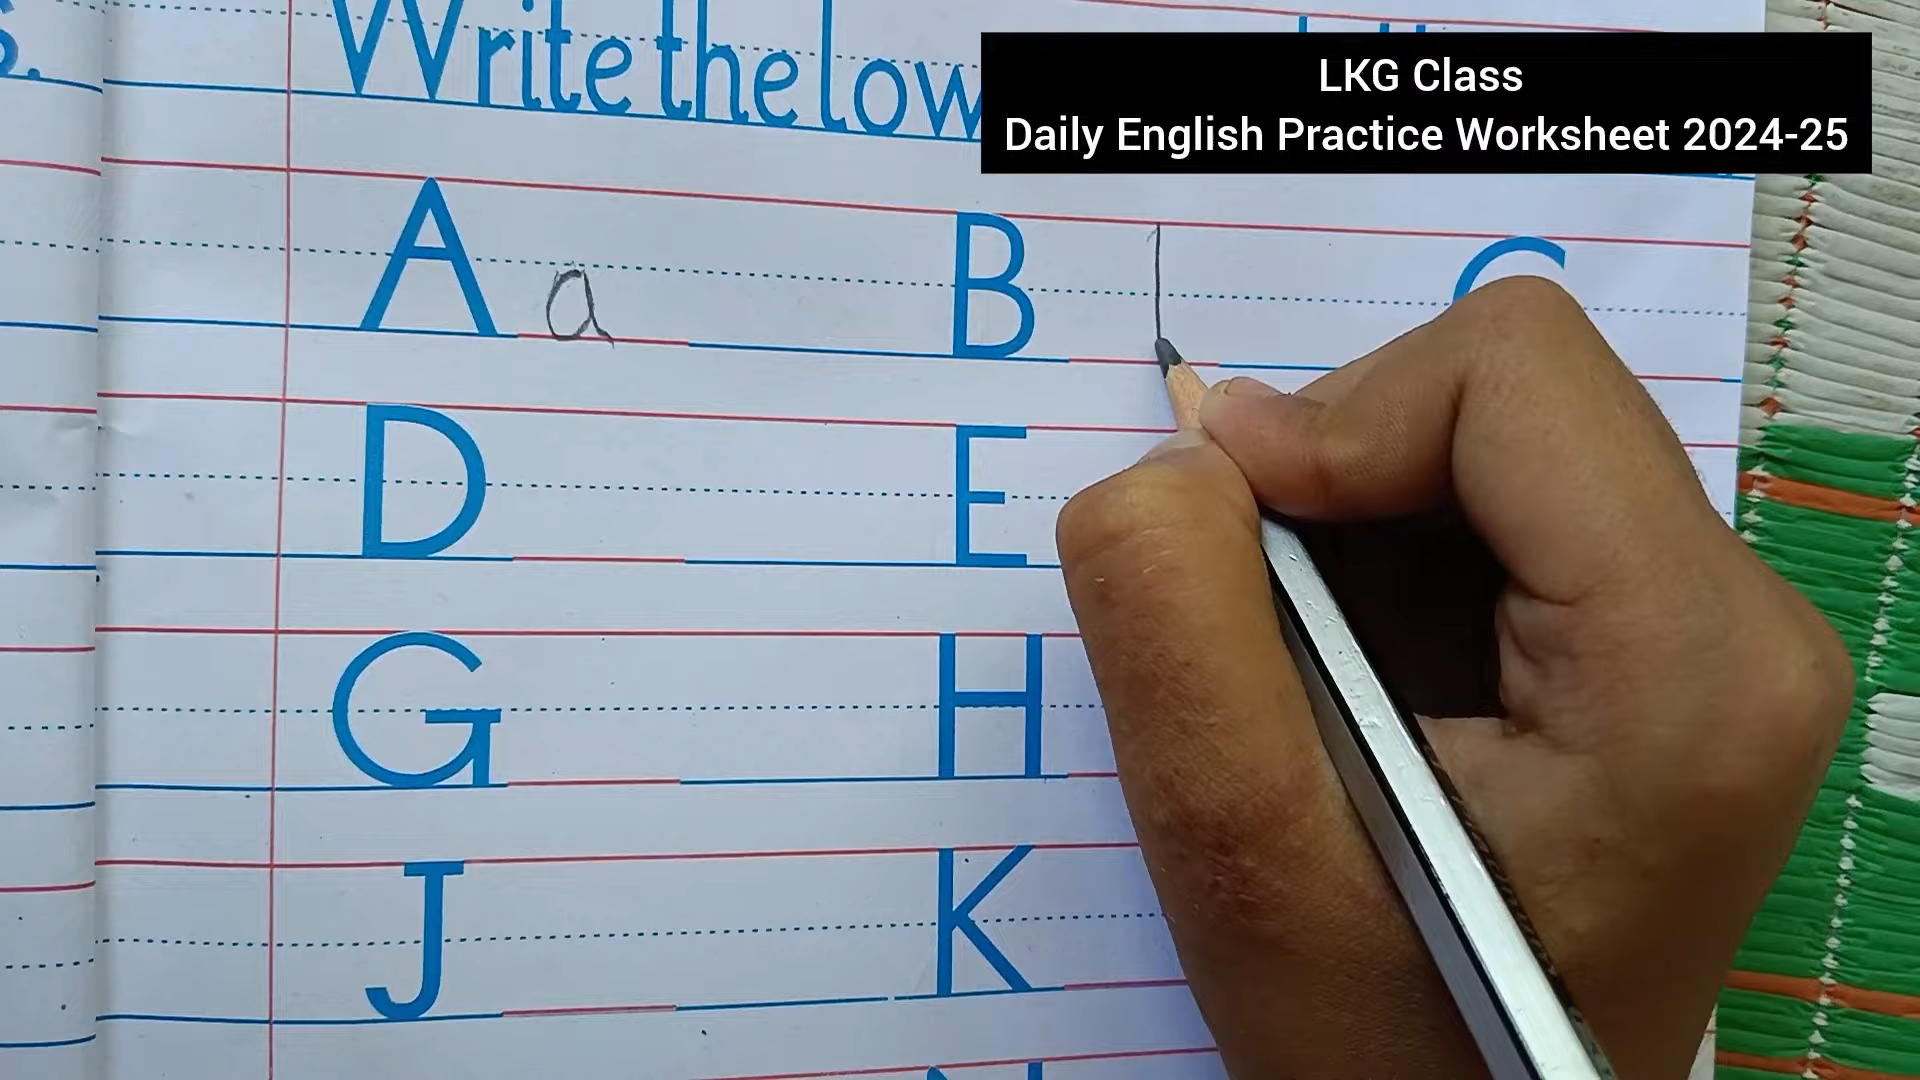 Write the low
LKG Class
Daily English Practice Worksheet 2024-25
A a B C
D E
G H
J K